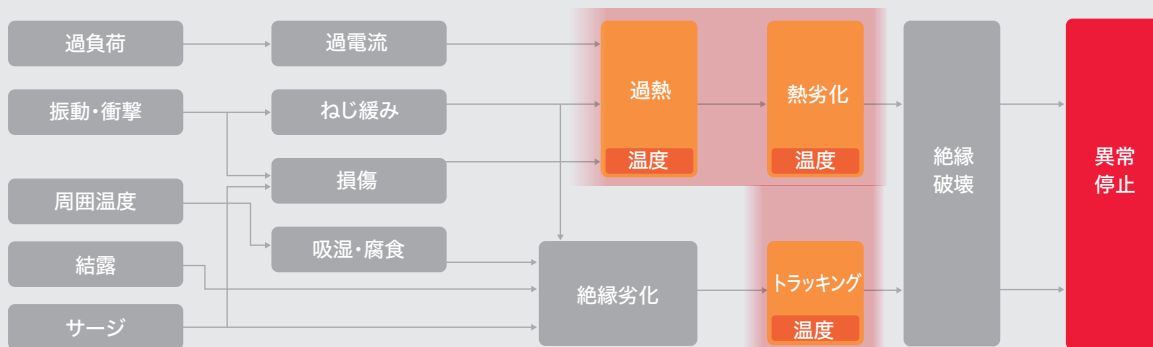 過負荷
過電流
振動・衝撃
ねじ緩み
損傷
周囲温度
吸湿・腐食
結露
サージ
絶縁劣化
過熱
温度
熱劣化
温度
トラッキング
温度
絶縁
破壊
異常
停止